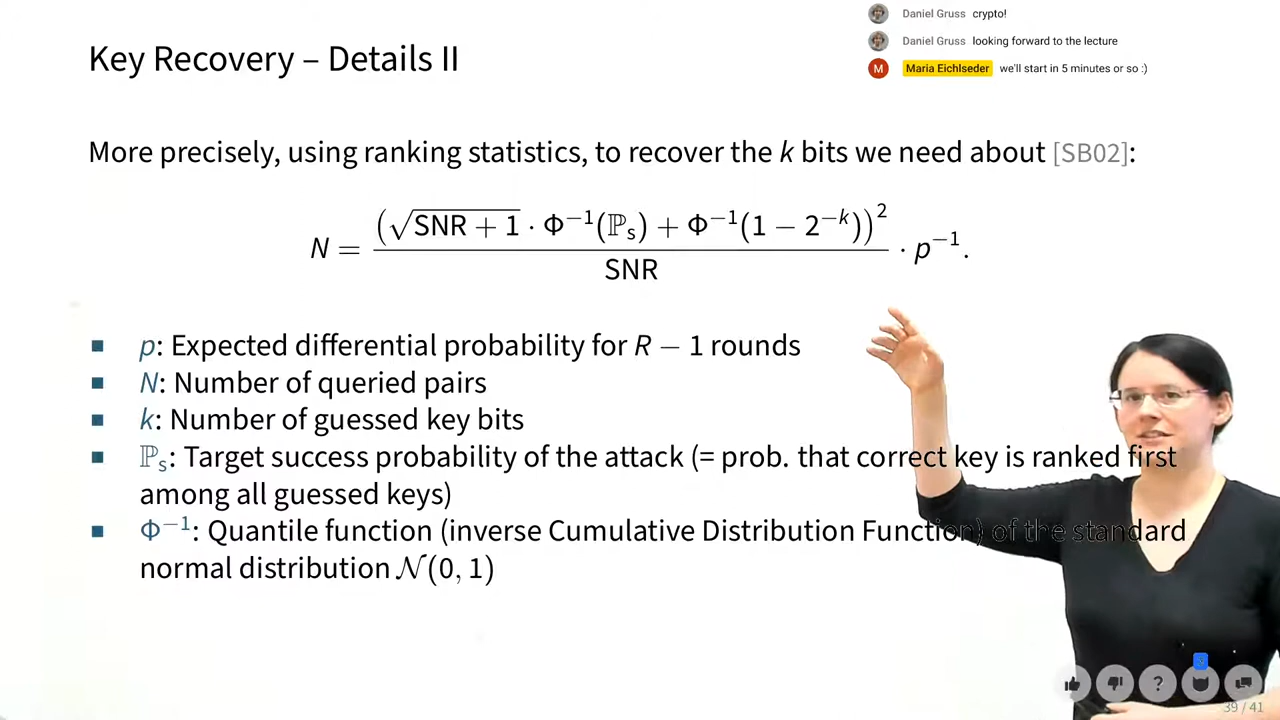 Daniel Gruss crypto!
Daniel Gruss looking forward to the lecture
M Maria Eichlseder we'll start in 5 minutes or so :)
Key Recovery – Details II
More precisely, using ranking statistics, to recover the k bits we need about [SB02]:
N = (√(SNR + 1) · Φ⁻¹(ℙₛ) + Φ⁻¹(1 − 2⁻ᵏ))² / SNR · p⁻¹.
■ p: Expected differential probability for R − 1 rounds
■ N: Number of queried pairs
■ k: Number of guessed key bits
■ ℙₛ: Target success probability of the attack (= prob. that correct key is ranked first
among all guessed keys)
■ Φ⁻¹: Quantile function (inverse Cumulative Distribution Function) of the standard
normal distribution 𝒩(0, 1)
?
39 / 41